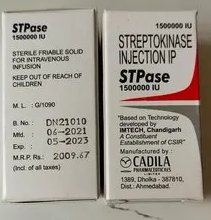 STPase
1500000 IU
STERILE FRIABLE SOLID
FOR INTRAVENOUS
INFUSION
KEEP OUT OF REACH OF
CHILDREN
M.L. : G/1090
B. No. : DN21010
Mfd. : 06-2021
Exp. : 05-2023
M.R.P. Rs.: 2009.67
(Incl. of all taxes)
1500000 IU
STREPTOKINASE
INJECTION IP
STPase
1500000 IU
"Based on Technology
developed by
IMTECH, Chandigarh
A Constituent
Establishment of CSIR"
Manufactured by :
CADILA
PHARMACEUTICALS
LIMITED
1389, Dholka - 387810,
Dist.: Ahmedabad.